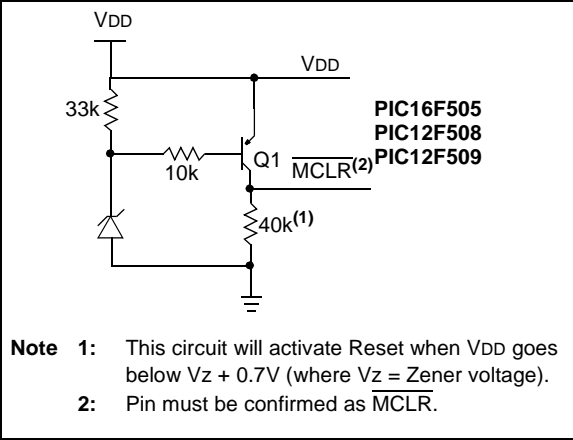 VDD
VDD
33k
PIC16F505
PIC12F508
PIC12F509
Q1
MCLR(2)
10k
40k(1)
Note 1: This circuit will activate Reset when VDD goes
below Vz + 0.7V (where Vz = Zener voltage).
2: Pin must be confirmed as MCLR.